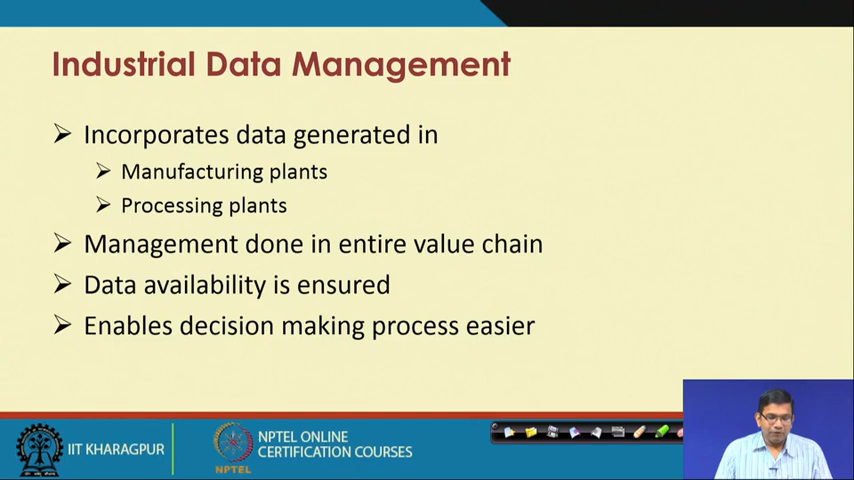 Industrial Data Management
Incorporates data generated in
Manufacturing plants
Processing plants
Management done in entire value chain
Data availability is ensured
Enables decision making process easier
IIT KHARAGPUR
NPTEL
NPTEL ONLINE
CERTIFICATION COURSES